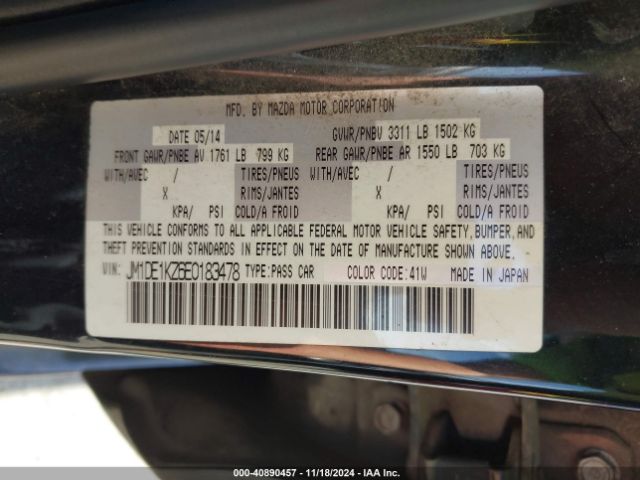 MFD. BY MAZDA MOTOR CORPORATION
DATE 05/14 GVWR/PNBV 3311 LB 1502 KG
FRONT GAWR/PNBE AV 1761 LB 799 KG REAR GAWR/PNBE AR 1550 LB 703 KG
WITH/AVEC / TIRES/PNEUS WITH/AVEC / TIRES/PNEUS
X RIMS/JANTES X RIMS/JANTES
KPA/ PSI COLD/A FROID KPA/ PSI COLD/A FROID
THIS VEHICLE CONFORMS TO ALL APPLICABLE FEDERAL MOTOR VEHICLE SAFETY, BUMPER, AND
THEFT PREVENTION STANDARDS IN EFFECT ON THE DATE OF MANUFACTURE SHOWN ABOVE.
VIN: JM1DE1KZ6E0183478 TYPE: PASS CAR COLOR CODE: 41W MADE IN JAPAN
000-40890457 - 11/18/2024 - IAA Inc.